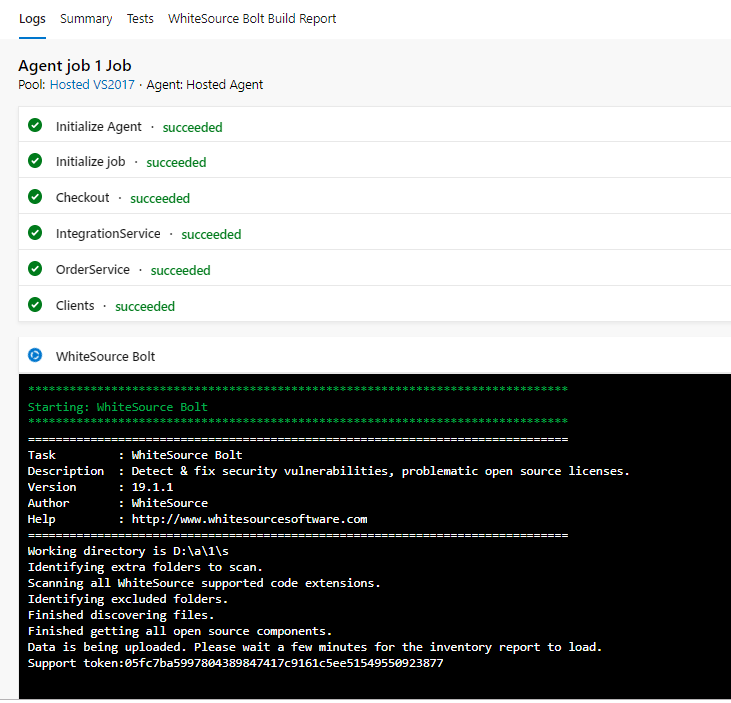 Logs Summary Tests WhiteSource Bolt Build Report
Agent job 1 Job
Pool: Hosted VS2017 · Agent: Hosted Agent
Initialize Agent · succeeded
Initialize job · succeeded
Checkout · succeeded
IntegrationService · succeeded
OrderService · succeeded
Clients · succeeded
WhiteSource Bolt
******************************************************************************
Starting: WhiteSource Bolt
******************************************************************************
==============================================================================
Task         : WhiteSource Bolt
Description  : Detect & fix security vulnerabilities, problematic open source licenses.
Version      : 19.1.1
Author       : WhiteSource
Help         : http://www.whitesourcesoftware.com
==============================================================================
Working directory is D:\a\1\s
Identifying extra folders to scan.
Scanning all WhiteSource supported code extensions.
Identifying excluded folders.
Finished discovering files.
Finished getting all open source components.
Data is being uploaded. Please wait a few minutes for the inventory report to load.
Support token:05fc7ba5997804389847417c9161c5ee51549550923877